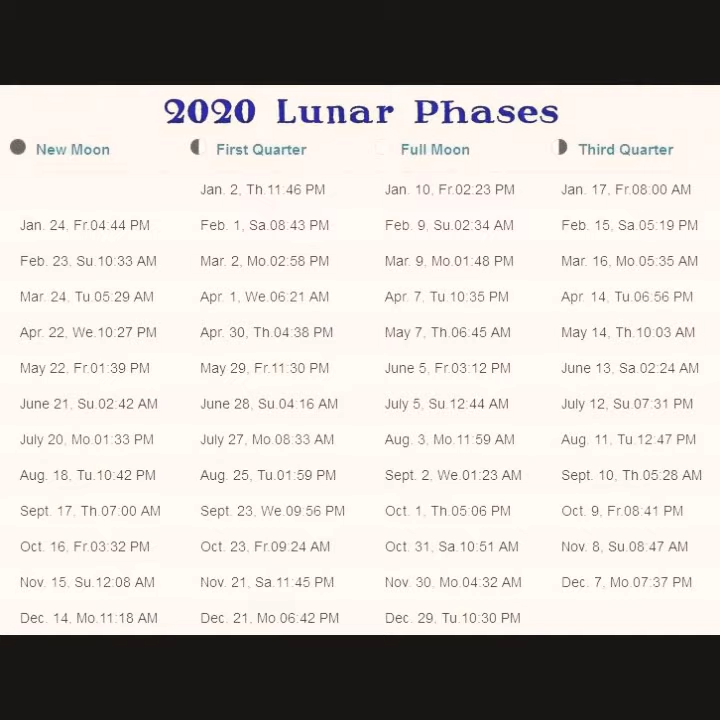 2020 Lunar Phases
New Moon First Quarter Full Moon Third Quarter
Jan. 2, Th.11:46 PM Jan. 10, Fr.02:23 PM Jan. 17, Fr.08:00 AM
Jan. 24, Fr.04:44 PM Feb. 1, Sa.08:43 PM Feb. 9, Su.02:34 AM Feb. 15, Sa.05:19 PM
Feb. 23, Su.10:33 AM Mar. 2, Mo.02:58 PM Mar. 9, Mo.01:48 PM Mar. 16, Mo.05:35 AM
Mar. 24, Tu.05:29 AM Apr. 1, We.06:21 AM Apr. 7, Tu.10:35 PM Apr. 14, Tu.06:56 PM
Apr. 22, We.10:27 PM Apr. 30, Th.04:38 PM May 7, Th.06:45 AM May 14, Th.10:03 AM
May 22, Fr.01:39 PM May 29, Fr.11:30 PM June 5, Fr.03:12 PM June 13, Sa.02:24 AM
June 21, Su.02:42 AM June 28, Su.04:16 AM July 5, Su.12:44 AM July 12, Su.07:31 PM
July 20, Mo.01:33 PM July 27, Mo.08:33 AM Aug. 3, Mo.11:59 AM Aug. 11, Tu.12:47 PM
Aug. 18, Tu.10:42 PM Aug. 25, Tu.01:59 PM Sept. 2, We.01:23 AM Sept. 10, Th.05:28 AM
Sept. 17, Th.07:00 AM Sept. 23, We.09:56 PM Oct. 1, Th.05:06 PM Oct. 9, Fr.08:41 PM
Oct. 16, Fr.03:32 PM Oct. 23, Fr.09:24 AM Oct. 31, Sa.10:51 AM Nov. 8, Su.08:47 AM
Nov. 15, Su.12:08 AM Nov. 21, Sa.11:45 PM Nov. 30, Mo.04:32 AM Dec. 7, Mo.07:37 PM
Dec. 14, Mo.11:18 AM Dec. 21, Mo.06:42 PM Dec. 29, Tu.10:30 PM